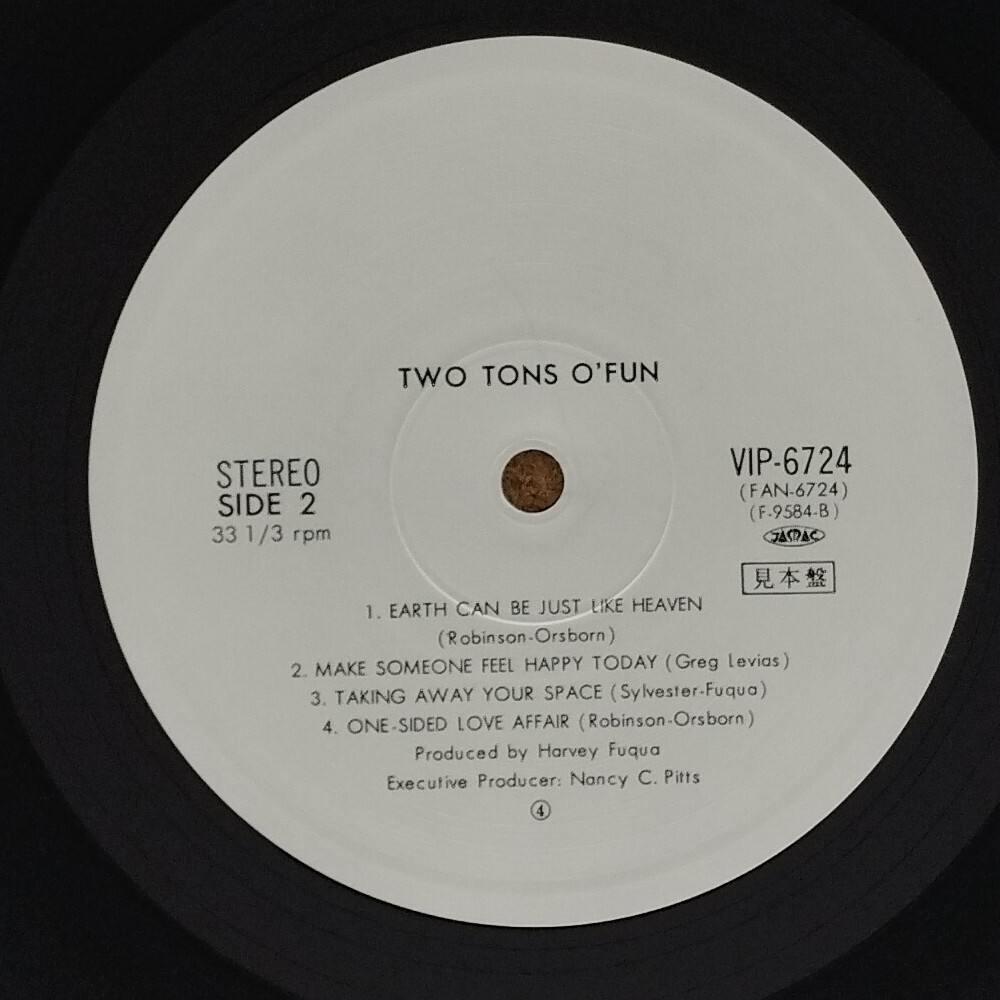 TWO TONS O'FUN
STEREO
SIDE 2
33 1/3 rpm
VIP-6724
(FAN-6724)
(F-9584-B)
JASRAC
見本盤
1. EARTH CAN BE JUST LIKE HEAVEN
(Robinson-Orsborn)
2. MAKE SOMEONE FEEL HAPPY TODAY (Greg Levias)
3. TAKING AWAY YOUR SPACE (Sylvester-Fuqua)
4. ONE-SIDED LOVE AFFAIR (Robinson-Orsborn)
Produced by Harvey Fuqua
Executive Producer: Nancy C. Pitts
④